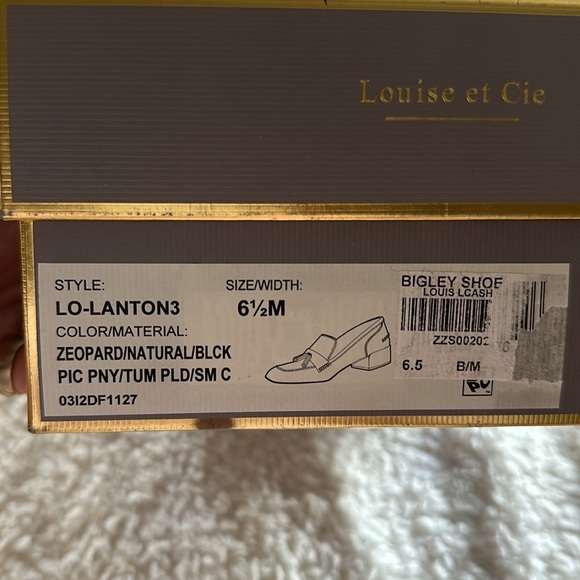 Louise et Cie
STYLE:
SIZE/WIDTH:
LO-LANTON3
6½M
COLOR/MATERIAL:
ZEOPARD/NATURAL/BLCK
PIC PNY/TUM PLD/SM C
03I2DF1127
BIGLEY SHOE
LOUIS LCASH
6.5 B/M